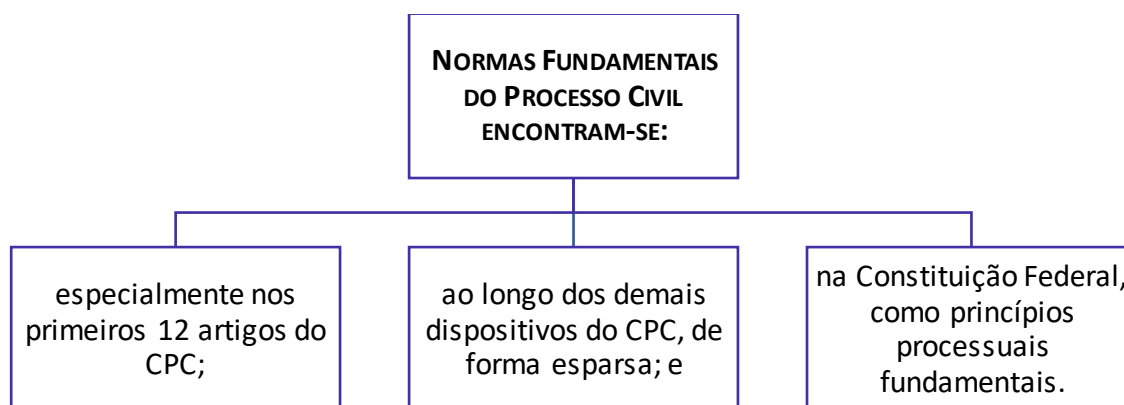 NORMAS FUNDAMENTAIS
DO PROCESSO CIVIL
ENCONTRAM-SE:
especialmente nos
primeiros 12 artigos do
CPC;
ao longo dos demais
dispositivos do CPC, de
forma esparsa; e
na Constituição Federal,
como princípios
processuais
fundamentais.